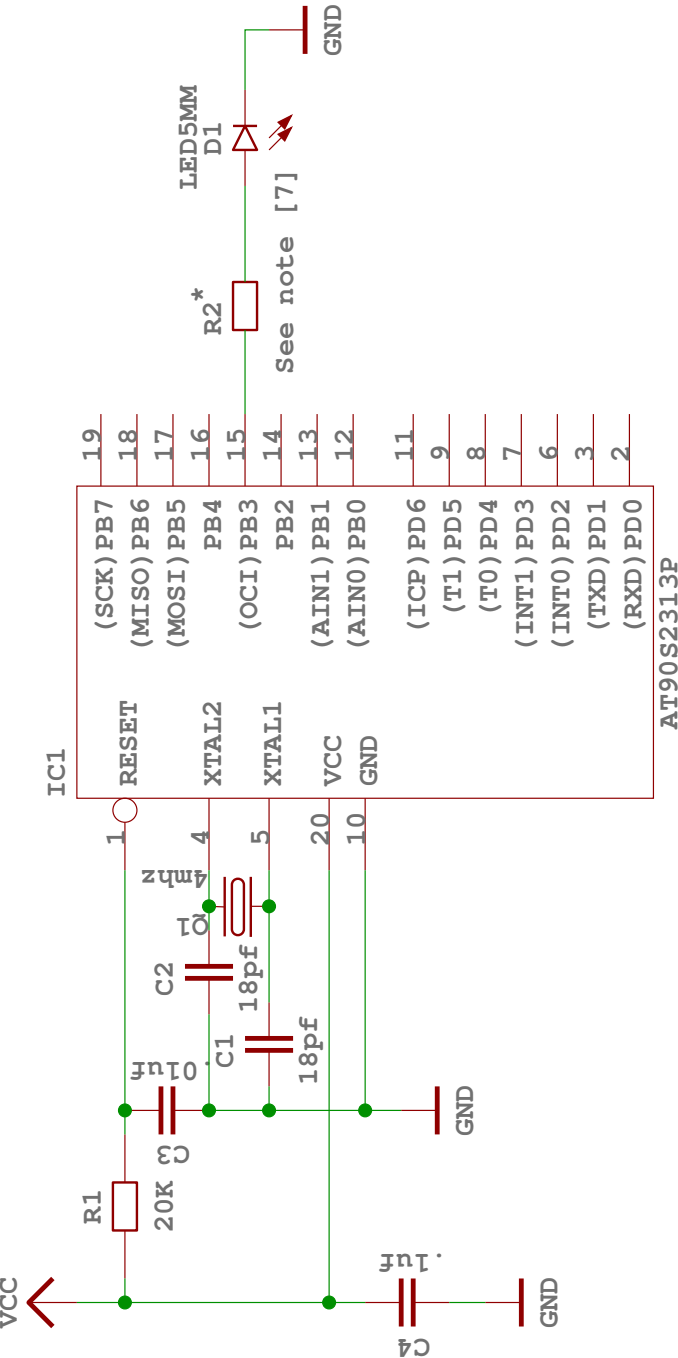 GND
LED5MM
D1
R2*
See note [7]
19
18
17
16
15
14
13
12
11
9
8
7
6
3
2
(SCK)PB7
(MISO)PB6
(MOSI)PB5
PB4
(OCI)PB3
PB2
(AIN1)PB1
(AIN0)PB0
(ICP)PD6
(T1)PD5
(T0)PD4
(INT1)PD3
(INT0)PD2
(TXD)PD1
(RXD)PD0
AT90S2313P
IC1
RESET
XTAL2
XTAL1
VCC
GND
1
4
5
20
10
4mhz
Q1
C2
18pf
C1
18pf
.01uf
C3
GND
R1
20K
VCC
.1uf
C4
GND